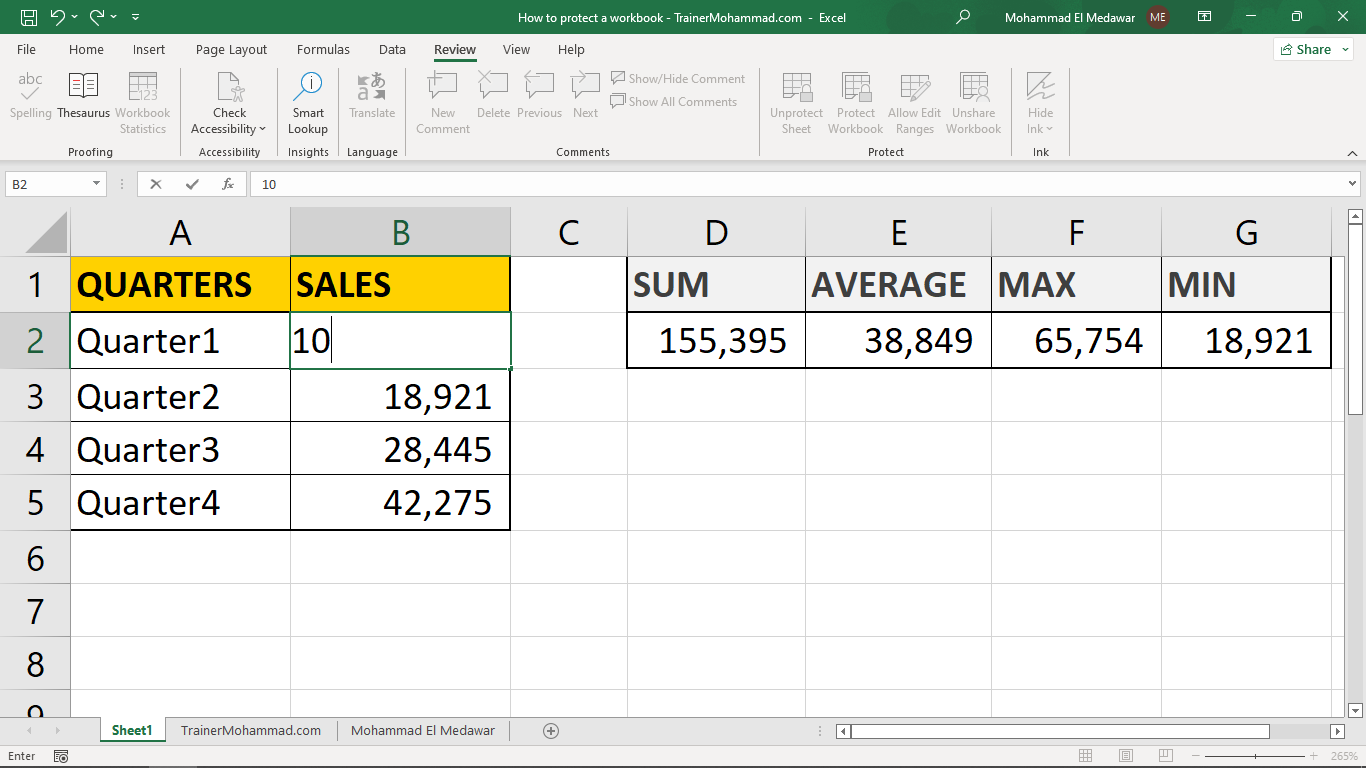 How to protect a workbook - TrainerMohammad.com - Excel
Mohammad El Medawar ME
File Home Insert Page Layout Formulas Data Review View Help Share
abc
Spelling Thesaurus Workbook Statistics
Check Accessibility
Smart Lookup
Translate
New Comment Delete Previous Next
Show/Hide Comment
Show All Comments
Unprotect Sheet Protect Workbook Allow Edit Ranges Unshare Workbook
Hide Ink
Proofing Accessibility Insights Language Comments Protect Ink
B2 fx 10
A B C D E F G
1 QUARTERS SALES SUM AVERAGE MAX MIN
2 Quarter1 10 155,395 38,849 65,754 18,921
3 Quarter2 18,921
4 Quarter3 28,445
5 Quarter4 42,275
6
7
8
9
Sheet1 TrainerMohammad.com Mohammad El Medawar
Enter 265%